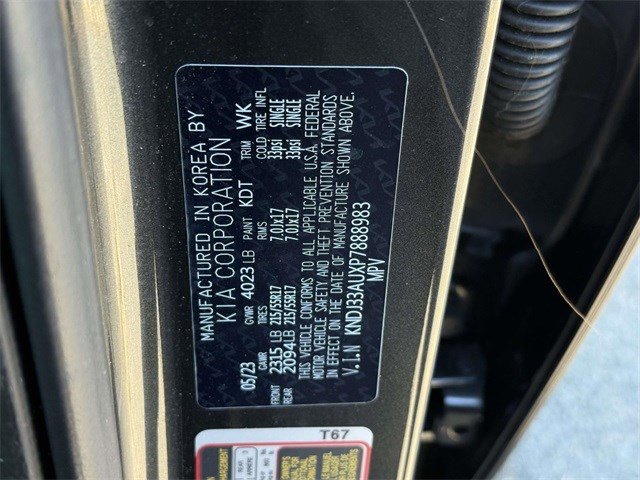 MANUFACTURED IN KOREA BY
KIA CORPORATION
05/23 GVWR 4023 LB PAINT KDT TRIM WK
GAWR TIRES RIMS COLD TIRE INFL
FRONT 2315 LB 215/55R17 7.0JX17 33psi SINGLE
REAR 2094LB 215/55R17 7.0JX17 33psi SINGLE
THIS VEHICLE CONFORMS TO ALL APPLICABLE U.S.A. FEDERAL
MOTOR VEHICLE SAFETY AND THEFT PREVENTION STANDARDS
IN EFFECT ON THE DATE OF MANUFACTURE SHOWN ABOVE.
V.I.N KNDJ33AUXP7888983
MPV
T67